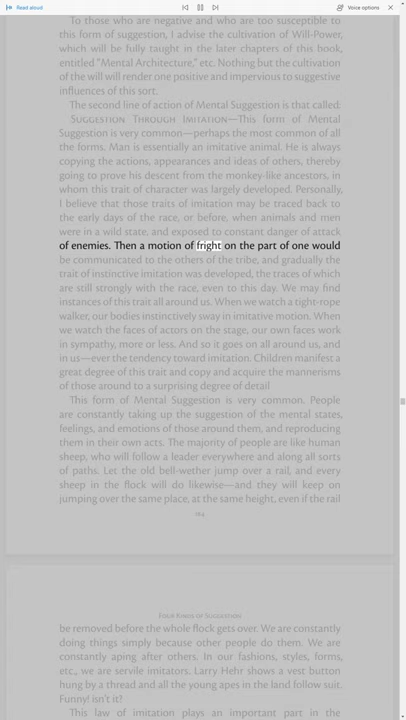 Read aloud
Voice options
To those who are negative and who are too susceptible to
this form of suggestion, I advise the cultivation of Will-Power,
which will be fully taught in the later chapters of this book,
entitled "Mental Architecture," etc. Nothing but the cultivation
of the will will render one positive and impervious to suggestive
influences of this sort.
The second line of action of Mental Suggestion is that called:
SUGGESTION THROUGH IMITATION—This form of Mental
Suggestion is very common—perhaps the most common of all
the forms. Man is essentially an imitative animal. He is always
copying the actions, appearances and ideas of others, thereby
going to prove his descent from the monkey-like ancestors, in
whom this trait of character was largely developed. Personally,
I believe that those traits of imitation may be traced back to
the early days of the race, or before, when animals and men
were in a wild state, and exposed to constant danger of attack
of enemies. Then a motion of fright on the part of one would
be communicated to the others of the tribe, and gradually the
trait of instinctive imitation was developed, the traces of which
are still strongly with the race, even to this day. We may find
instances of this trait all around us. When we watch a tight-rope
walker, our bodies instinctively sway in imitative motion. When
we watch the faces of actors on the stage, our own faces work
in sympathy, more or less. And so it goes on all around us, and
in us—ever the tendency toward imitation. Children manifest a
great degree of this trait and copy and acquire the mannerisms
of those around to a surprising degree of detail
This form of Mental Suggestion is very common. People
are constantly taking up the suggestion of the mental states,
feelings, and emotions of those around them, and reproducing
them in their own acts. The majority of people are like human
sheep, who will follow a leader everywhere and along all sorts
of paths. Let the old bell-wether jump over a rail, and every
sheep in the flock will do likewise—and they will keep on
jumping over the same place, at the same height, even if the rail
194
FOUR KINDS OF SUGGESTION
be removed before the whole flock gets over. We are constantly
doing things simply because other people do them. We are
constantly aping after others. In our fashions, styles, forms,
etc., we are servile imitators. Larry Hehr shows a vest button
hung by a thread and all the young apes in the land follow suit.
Funny! isn't it?
This law of imitation plays an important part in the